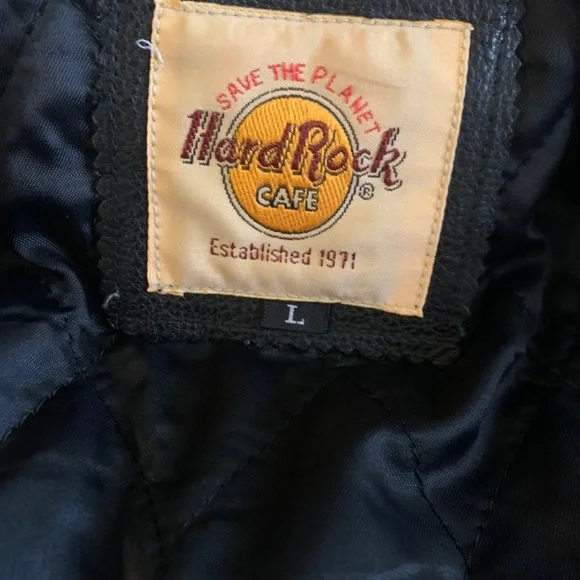 SAVE THE PLANET
Hard Rock
CAFE
®
Established 1971
L